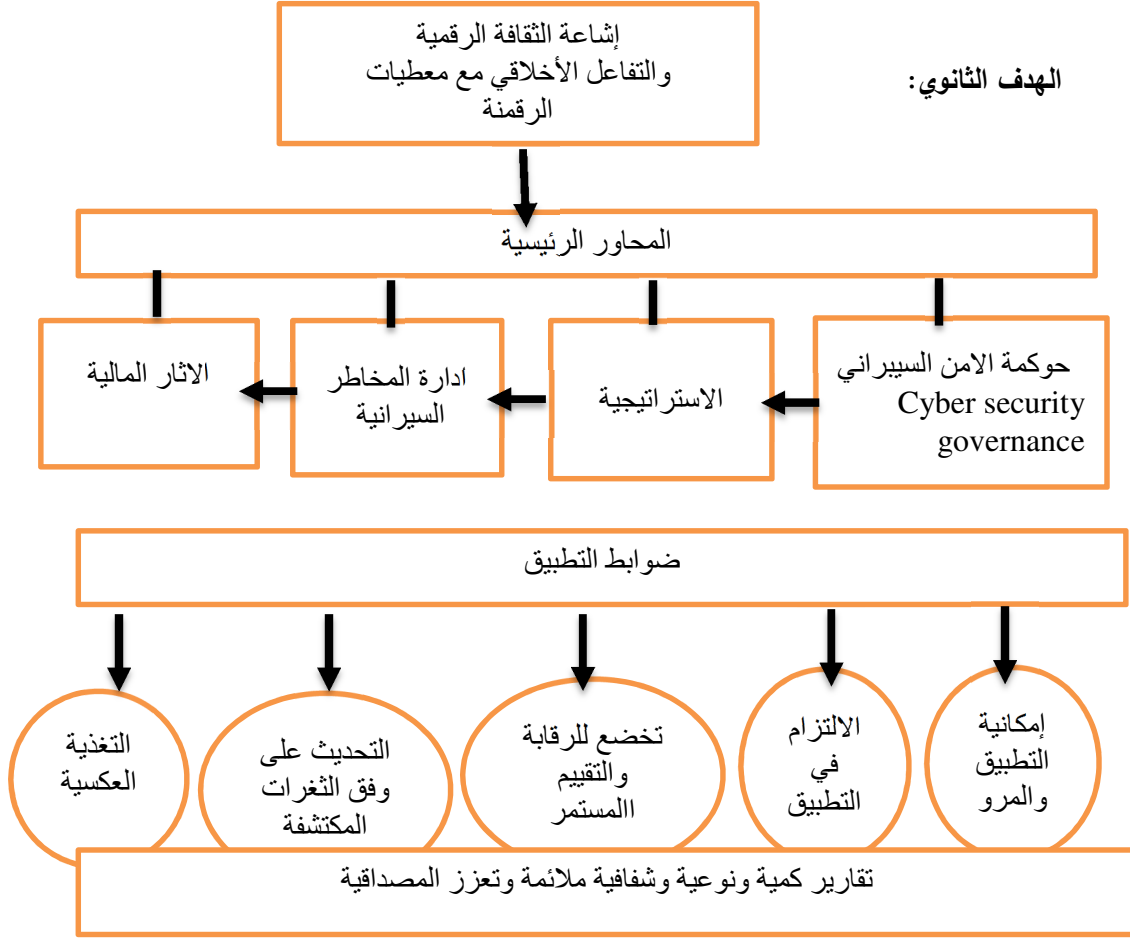 إشاعة الثقافة الرقمية
والتفاعل الأخلاقي مع معطيات
الرقمنة
الهدف الثانوي:
المحاور الرئيسية
حوكمة الامن السيبراني
Cyber security
governance
الاستراتيجية
ادارة المخاطر
السيرانية
الاثار المالية
ضوابط التطبيق
إمكانية
التطبيق
والمرو
الالتزام
في
التطبيق
تخضع للرقابة
والتقييم
االمستمر
التحديث على
وفق الثغرات
المكتشفة
التغذية
العكسية
تقارير كمية ونوعية وشفافية ملائمة وتعزز المصداقية